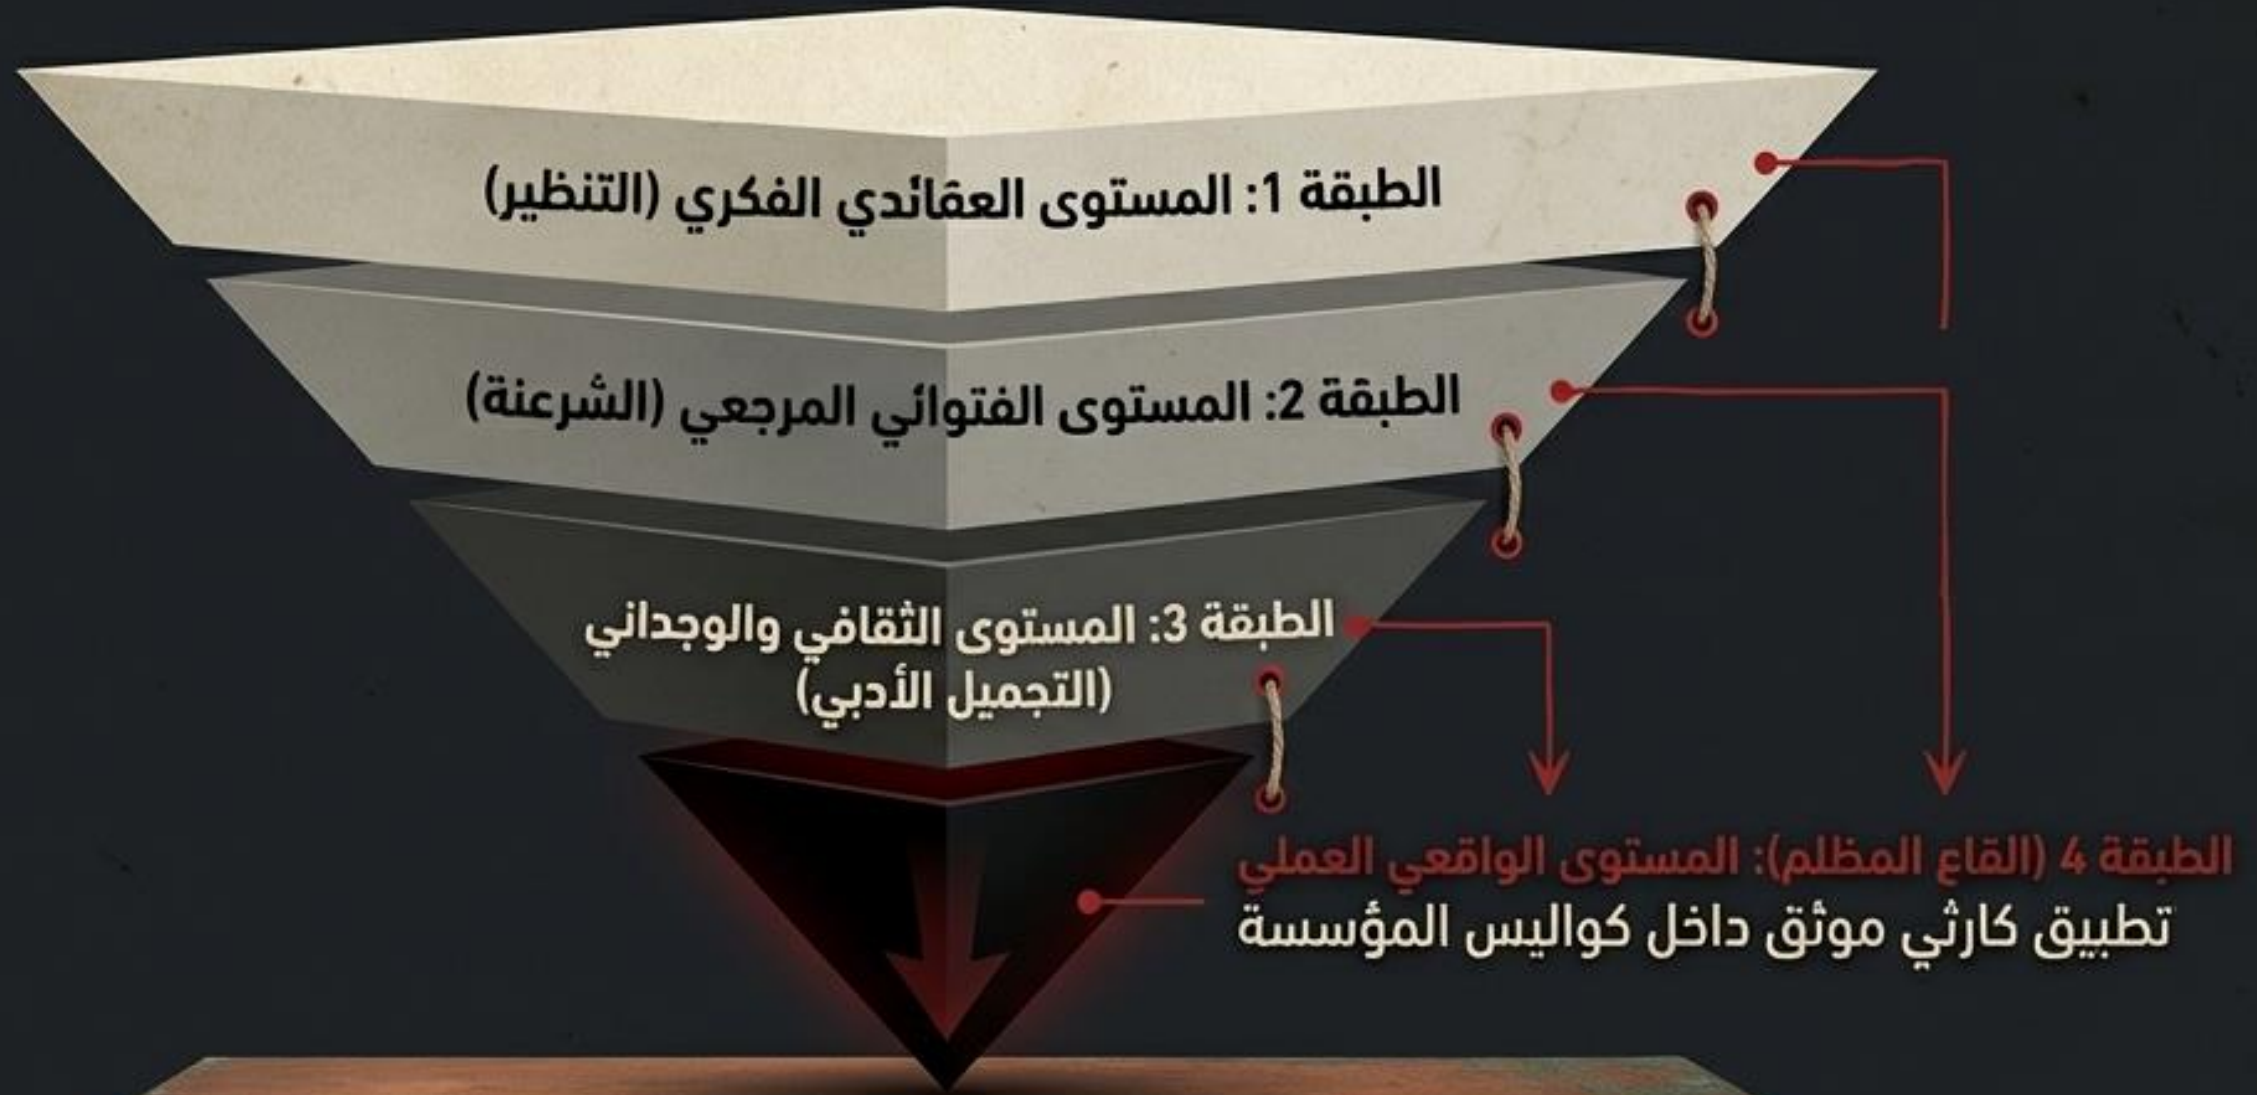 الطبقة 1: المستوى العقائدي الفكري (التنظير)
الطبقة 2: المستوى الفتوائي المرجعي (الشرعنة)
الطبقة 3: المستوى الثقافي والوجداني
(التجميل الأدبي)
الطبقة 4 (القاع المظلم): المستوى الواقعي العملي
تطبيق كارثي موثق داخل كواليس المؤسسة